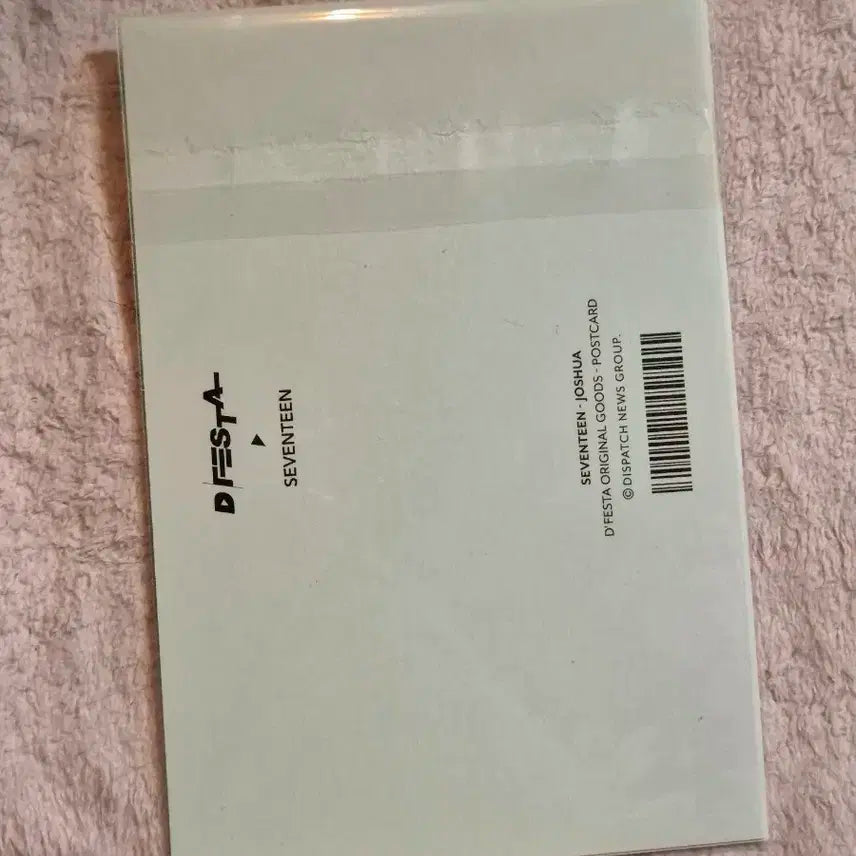 D'FESTA
SEVENTEEN
SEVENTEEN - JOSHUA
D'FESTA ORIGINAL GOODS - POSTCARD
© DISPATCH NEWS GROUP.